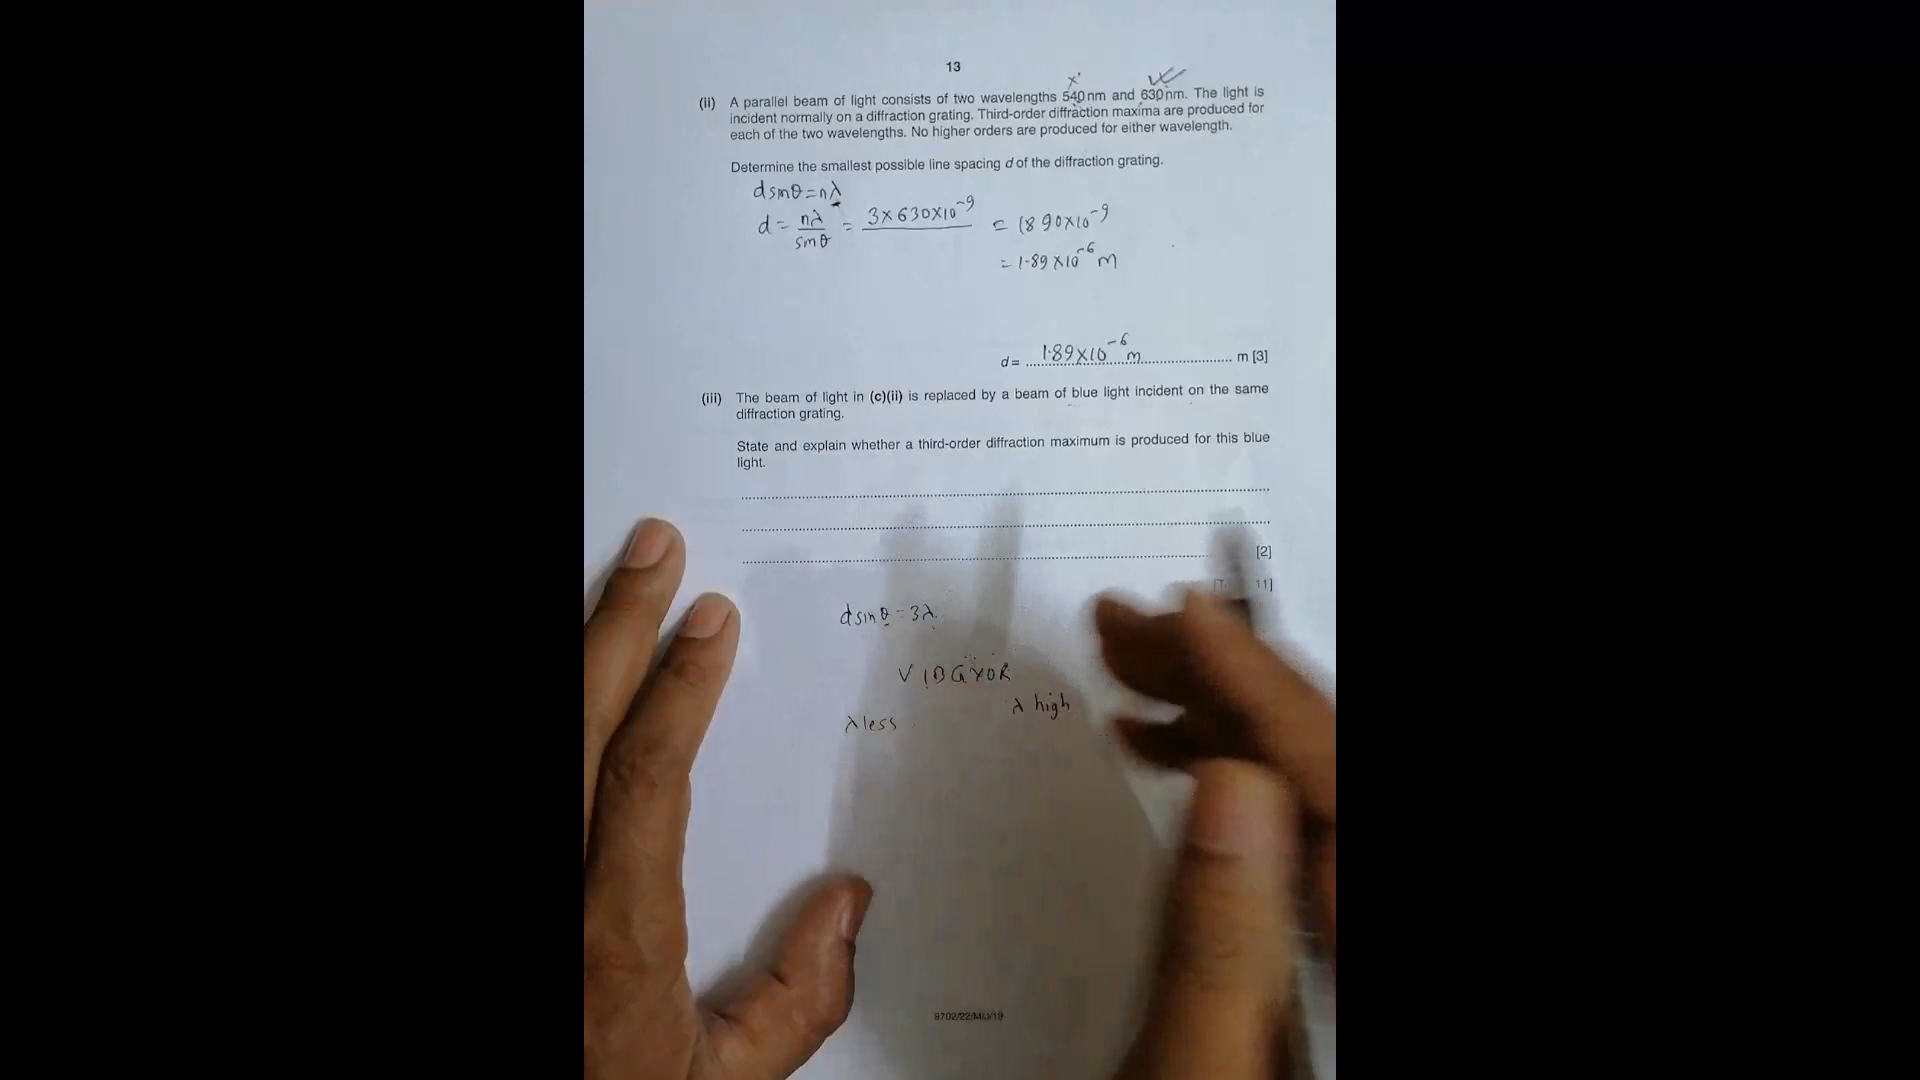 13
x'
(ii) A parallel beam of light consists of two wavelengths 540 nm and 630 nm. The light is
incident normally on a diffraction grating. Third-order diffraction maxima are produced for
each of the two wavelengths. No higher orders are produced for either wavelength.
Determine the smallest possible line spacing d of the diffraction grating.
d sinθ = nλ
d = nλ / sinθ = 3 × 630 × 10⁻⁹ = 1890 × 10⁻⁹
= 1.89 × 10⁻⁶ m
d = 1.89 × 10⁻⁶ m m [3]
(iii) The beam of light in (c)(ii) is replaced by a beam of blue light incident on the same
diffraction grating.
State and explain whether a third-order diffraction maximum is produced for this blue
light.
[2]
11]
d sinθ = 3λ
VIBGYOR
λ high
λ less
9702/22/M/J/19